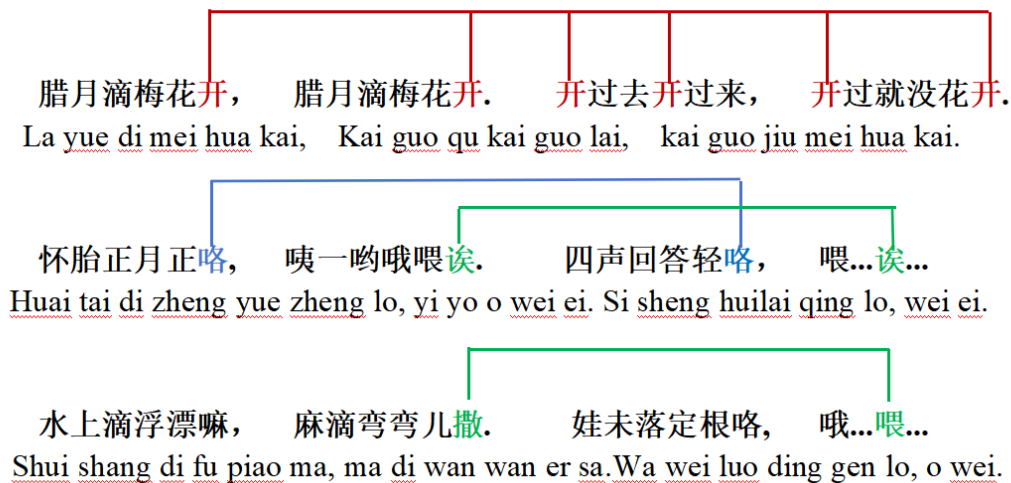 腊月滴梅花开， 腊月滴梅花开. 开过去开过来， 开过就没花开.
La yue di mei hua kai, Kai guo qu kai guo lai, kai guo jiu mei hua kai.
怀胎正月正咯, 咦一哟哦喂诶. 四声回答轻咯， 喂...诶...
Huai tai di zheng yue zheng lo, yi yo o wei ei. Si sheng huilai qing lo, wei ei.
水上滴浮漂嘛， 麻滴弯弯儿撒. 娃未落定根咯, 哦...喂...
Shui shang di fu piao ma, ma di wan wan er sa.Wa wei luo ding gen lo, o wei.